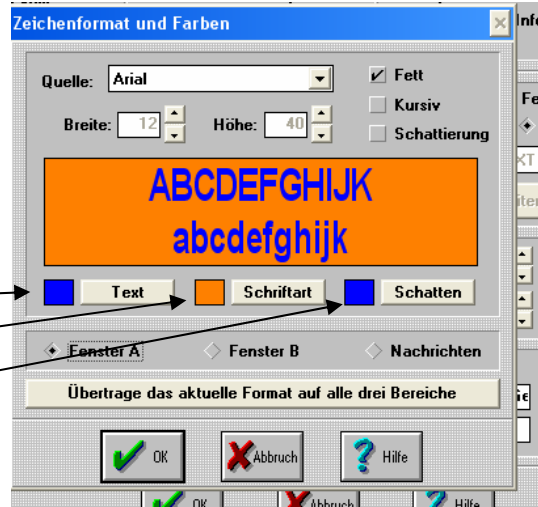 Zeichenformat und Farben
Quelle: Arial
Fett
Kursiv
Schattierung
Breite: 12 Höhe: 40
ABCDEFGHIJK
abcdefghijk
Text Schriftart Schatten
Fenster A Fenster B Nachrichten
Übertrage das aktuelle Format auf alle drei Bereiche
OK Abbruch Hilfe
OK Abbruch Hilfe